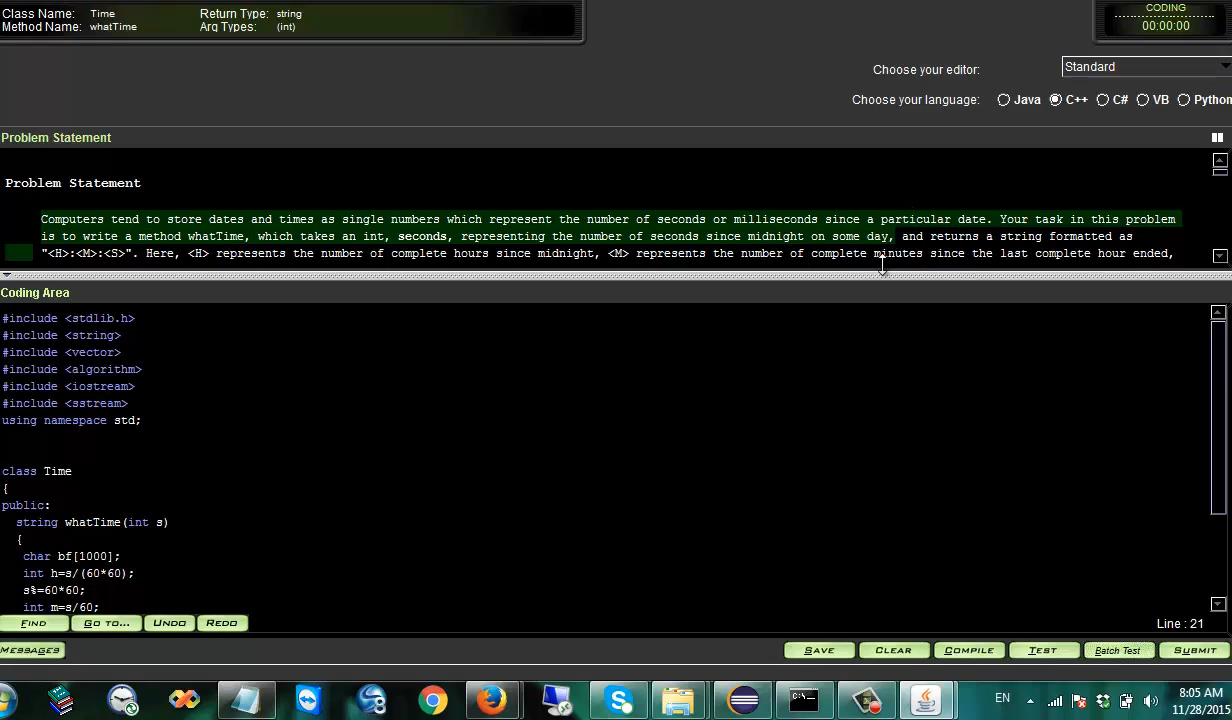 Class Name: Time Return Type: string
Method Name: whatTime Arg Types: (int)
CODING
00:00:00
Choose your editor: Standard
Choose your language: Java C++ C# VB Python
Problem Statement
Problem Statement
Computers tend to store dates and times as single numbers which represent the number of seconds or milliseconds since a particular date. Your task in this problem
is to write a method whatTime, which takes an int, seconds, representing the number of seconds since midnight on some day, and returns a string formatted as
"<H>:<M>:<S>". Here, <H> represents the number of complete hours since midnight, <M> represents the number of complete minutes since the last complete hour ended,
Coding Area
#include <stdlib.h>
#include <string>
#include <vector>
#include <algorithm>
#include <iostream>
#include <sstream>
using namespace std;
class Time
{
public:
string whatTime(int s)
{
char bf[1000];
int h=s/(60*60);
s%=60*60;
int m=s/60;
FIND GO TO... UNDO REDO Line : 21
MESSAGES SAVE CLEAR COMPILE TEST Batch Test SUBMIT
EN 8:05 AM
11/28/2015